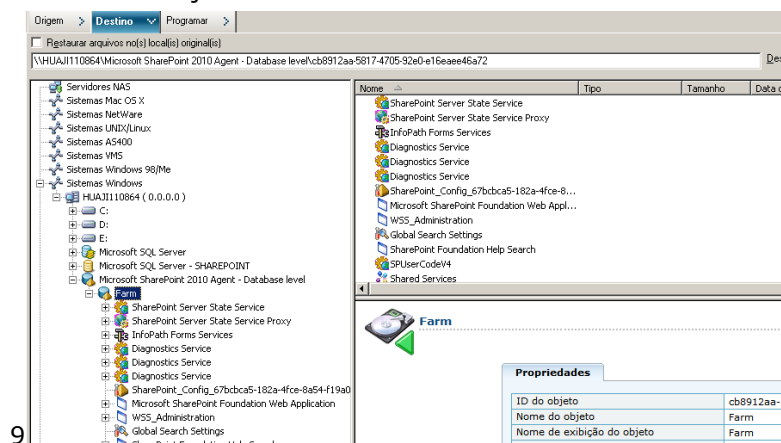 Origem > Destino Programar >
Restaurar arquivos no(s) local(is) original(is)
\\HUAJI110864\Microsoft SharePoint 2010 Agent - Database level\cb8912aa-5817-4705-92e0-e16eaee46a72
Servidores NAS
Sistemas Mac OS X
Sistemas NetWare
Sistemas UNIX/Linux
Sistemas AS400
Sistemas VMS
Sistemas Windows 98/Me
Sistemas Windows
HUAJI110864 ( 0.0.0.0 )
C:
D:
E:
Microsoft SQL Server
Microsoft SQL Server - SHAREPOINT
Microsoft SharePoint 2010 Agent - Database level
Farm
SharePoint Server State Service
SharePoint Server State Service Proxy
InfoPath Forms Services
Diagnostics Service
Diagnostics Service
Diagnostics Service
SharePoint_Config_67bcbca5-182a-4fce-8a54-f19a0
Microsoft SharePoint Foundation Web Application
WSS_Administration
Global Search Settings
Nome Tipo Tamanho Data
SharePoint Server State Service
SharePoint Server State Service Proxy
InfoPath Forms Services
Diagnostics Service
Diagnostics Service
Diagnostics Service
SharePoint_Config_67bcbca5-182a-4fce-8...
Microsoft SharePoint Foundation Web Appl...
WSS_Administration
Global Search Settings
SharePoint Foundation Help Search
SPUserCodeV4
Shared Services
Farm
Propriedades
ID do objeto cb8912aa-
Nome do objeto Farm
Nome de exibição do objeto Farm
9